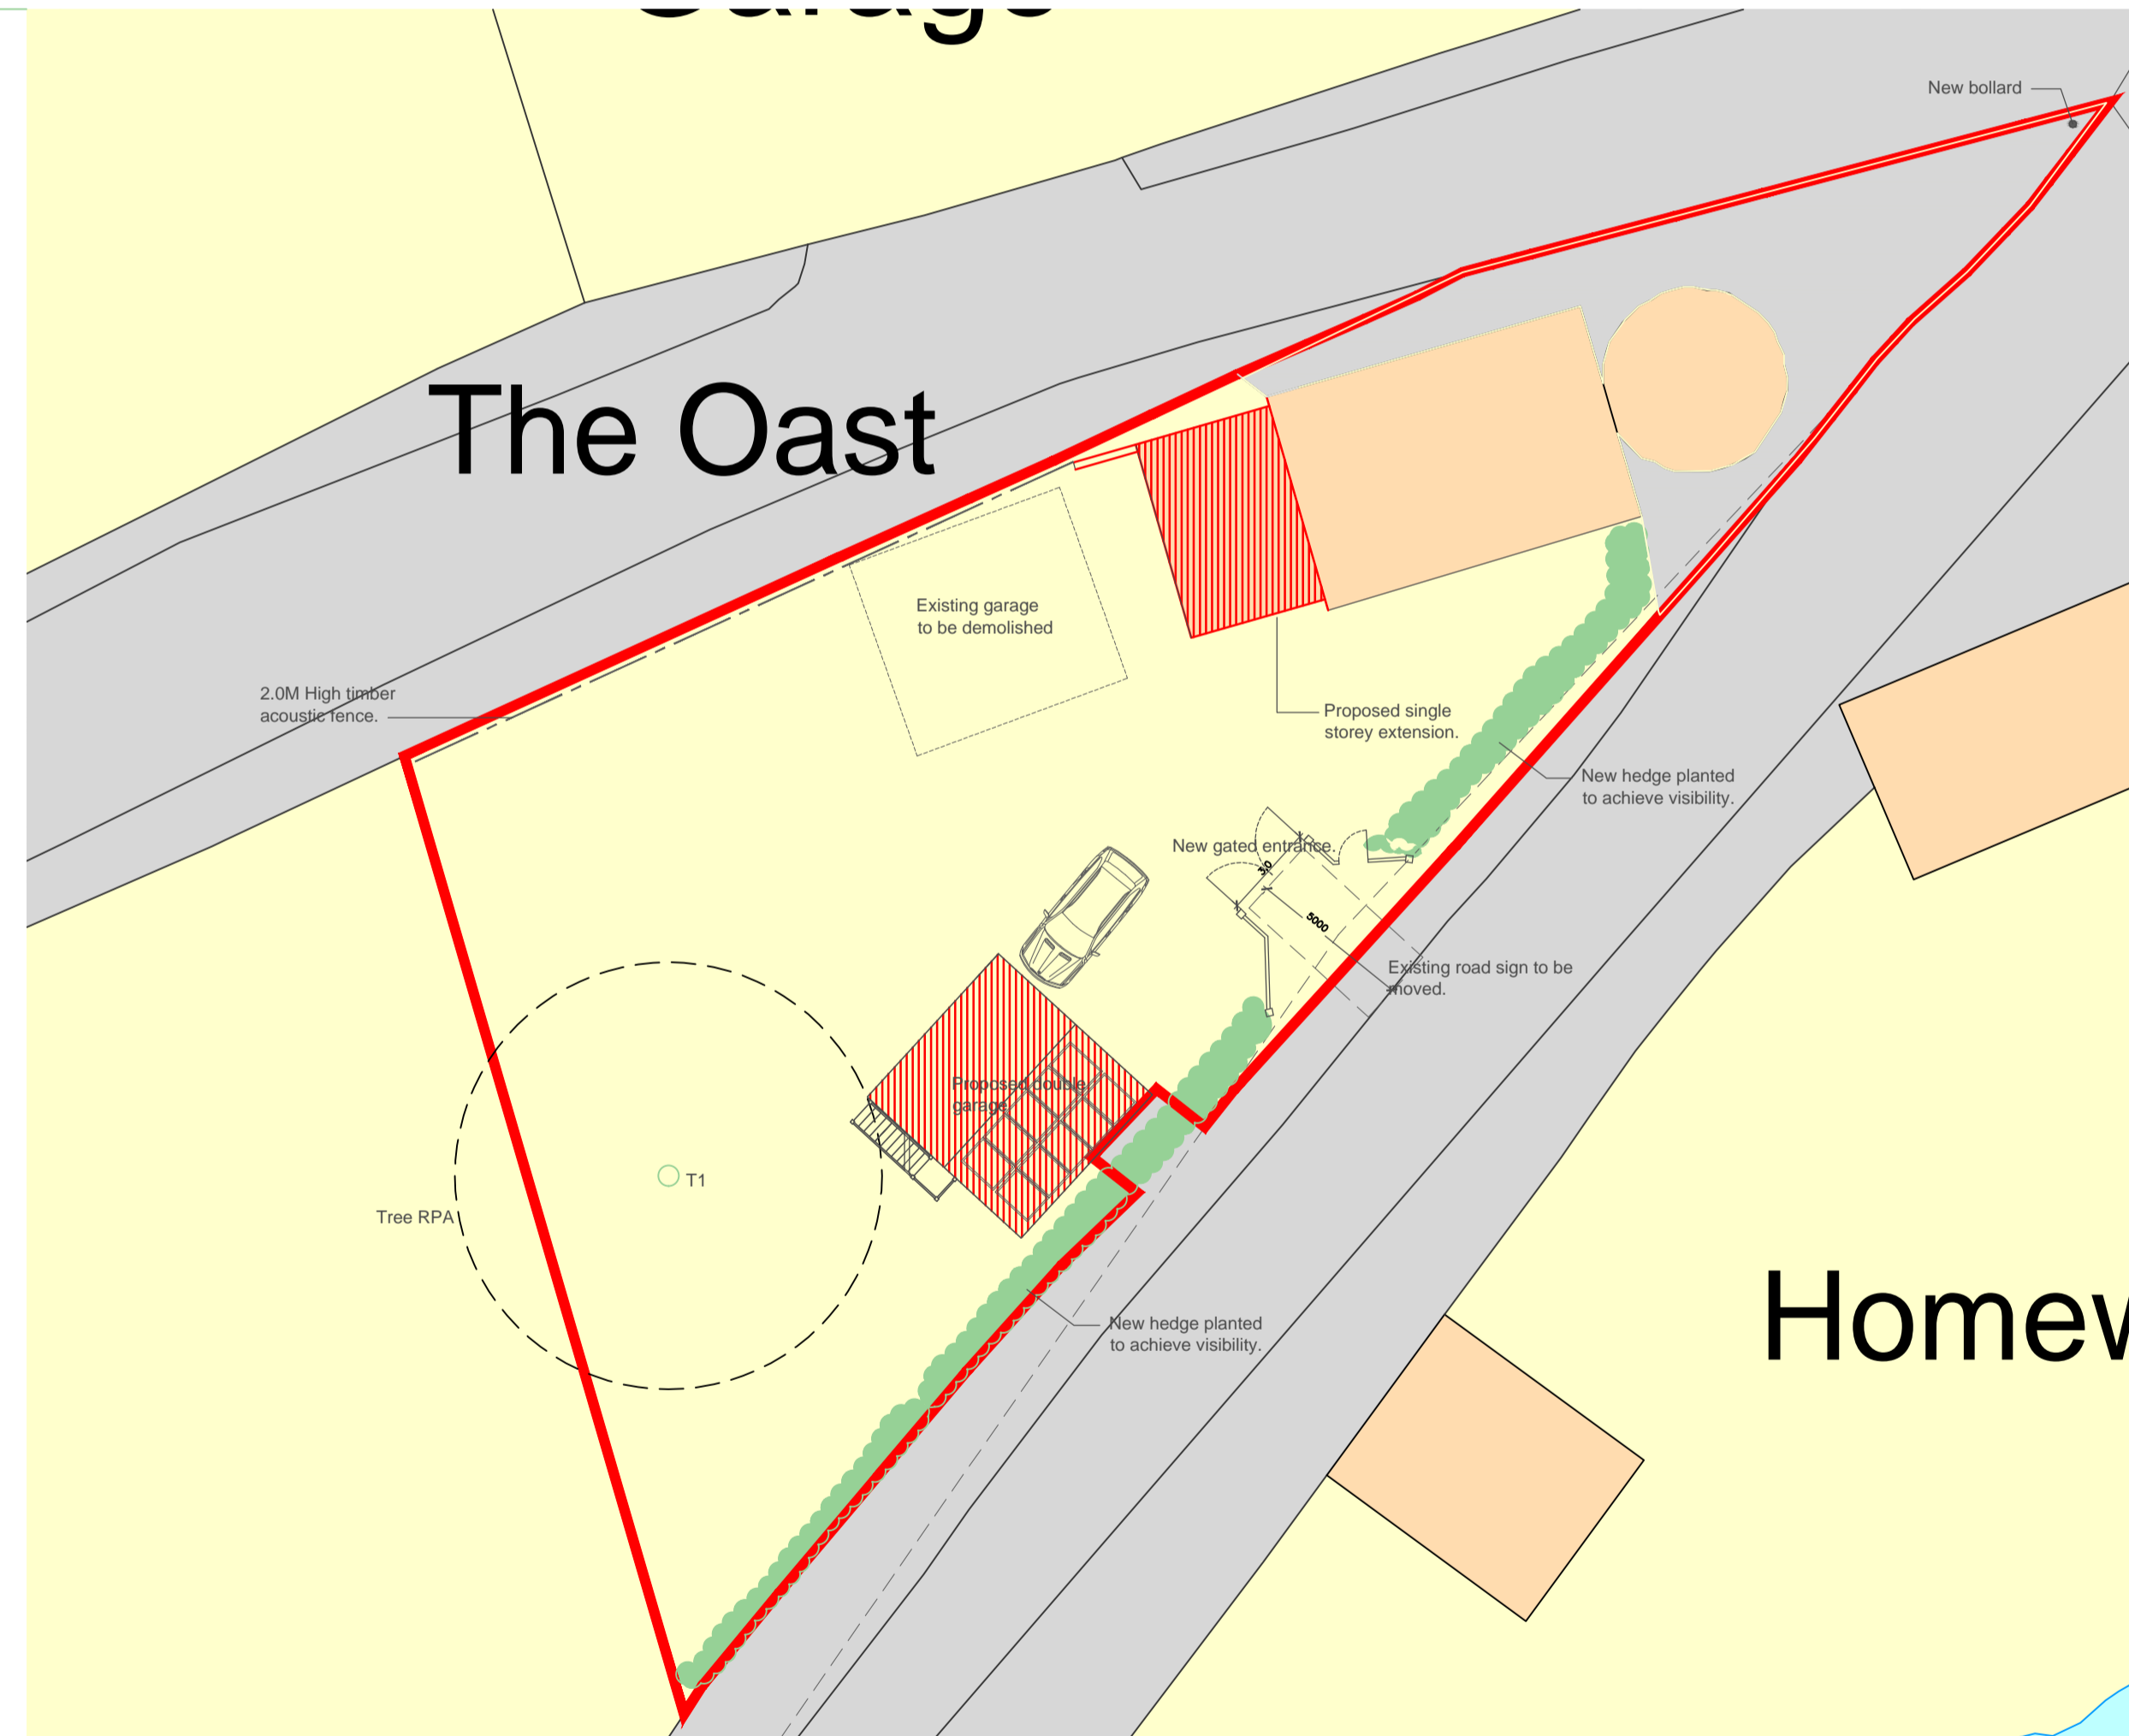 New bollard
The Oast
Existing garage
to be demolished
2.0M High timber
acoustic fence.
Proposed single
storey extension.
New hedge planted
to achieve visibility.
New gated entrance.
3.0
5000
Existing road sign to be
moved.
Proposed double
garage
T1
Tree RPA
New hedge planted
to achieve visibility.